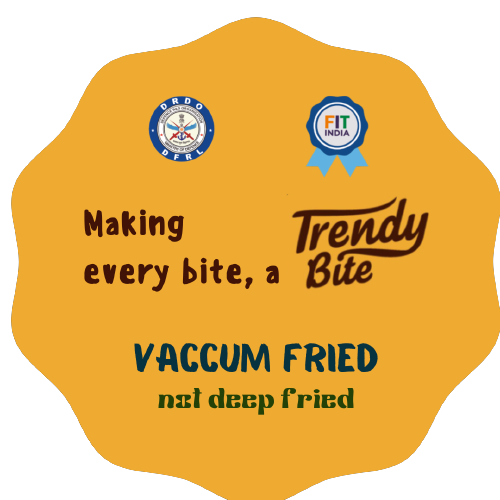 DRDO
DFRL
FIT
INDIA
Making
every bite, a
Trendy
Bite
VACCUM FRIED
not deep fried